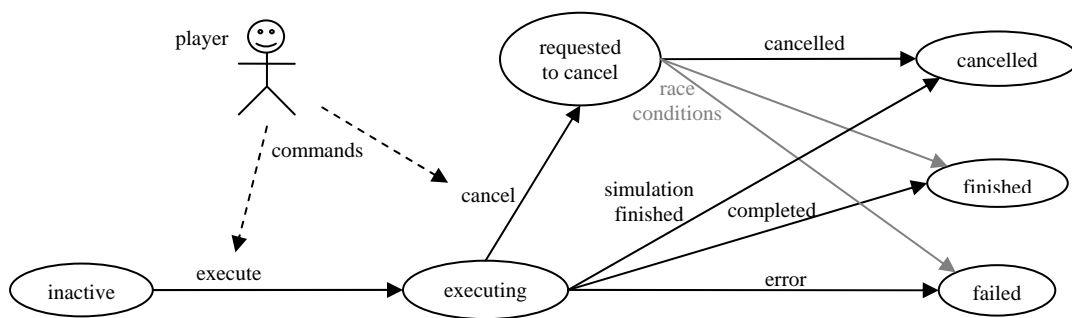 player
requested
to cancel
cancelled
cancelled
race
conditions
commands
cancel
simulation
finished
completed
finished
inactive
execute
executing
error
failed